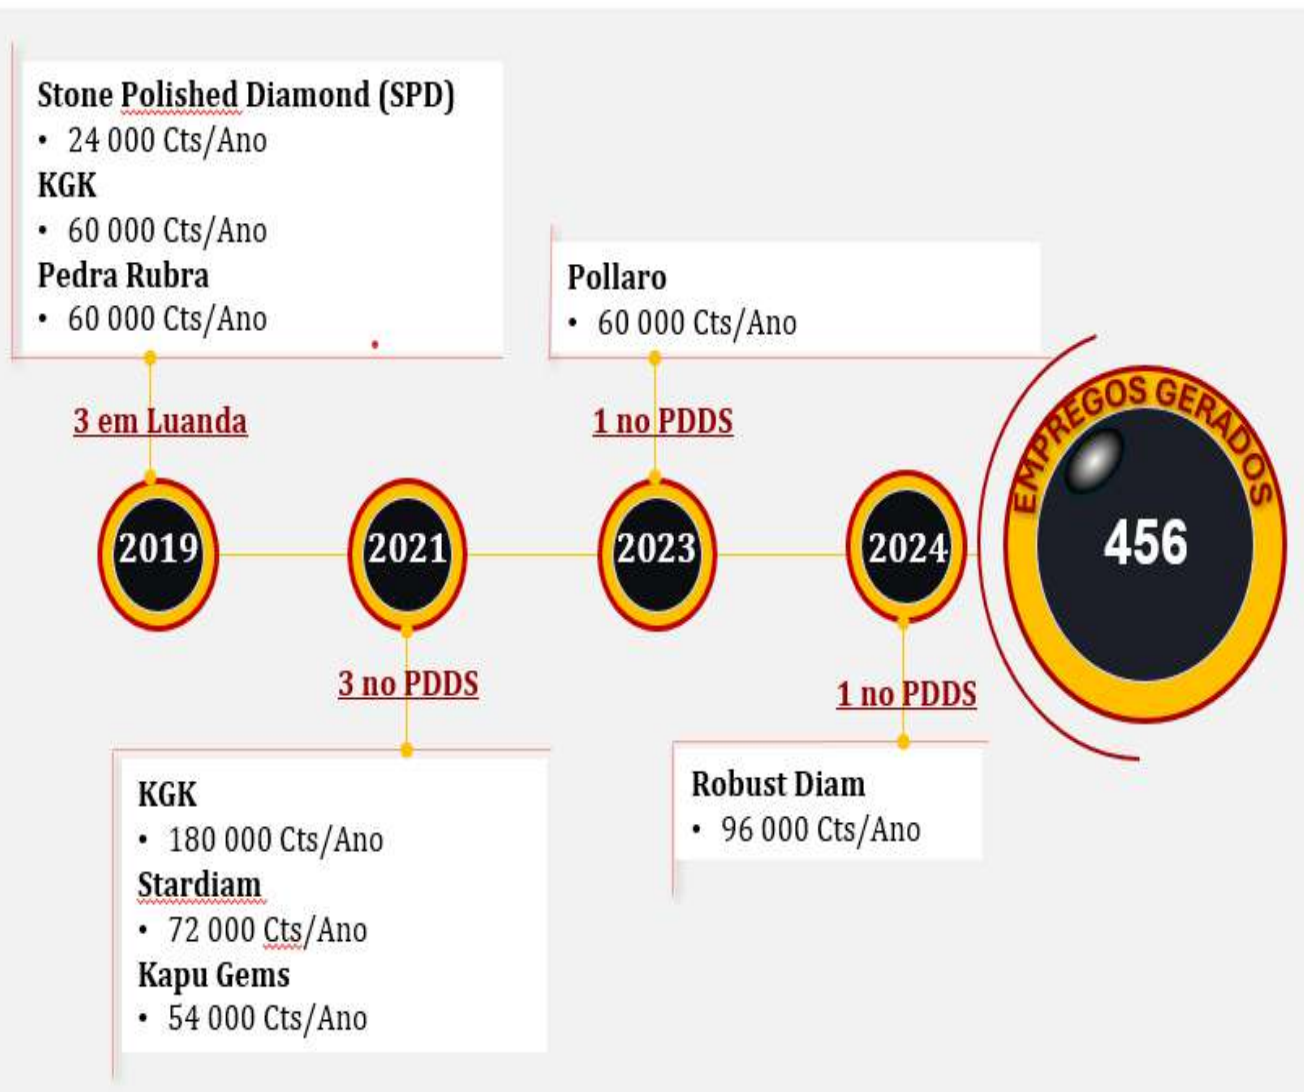 Stone Polished Diamond (SPD)
• 24 000 Cts/Ano
KGK
• 60 000 Cts/Ano
Pedra Rubra
• 60 000 Cts/Ano
3 em Luanda
Pollaro
• 60 000 Cts/Ano
1 no PDDS
2019
2021
2023
2024
EMPREGOS GERADOS
456
3 no PDDS
KGK
• 180 000 Cts/Ano
Stardiam
• 72 000 Cts/Ano
Kapu Gems
• 54 000 Cts/Ano
1 no PDDS
Robust Diam
• 96 000 Cts/Ano